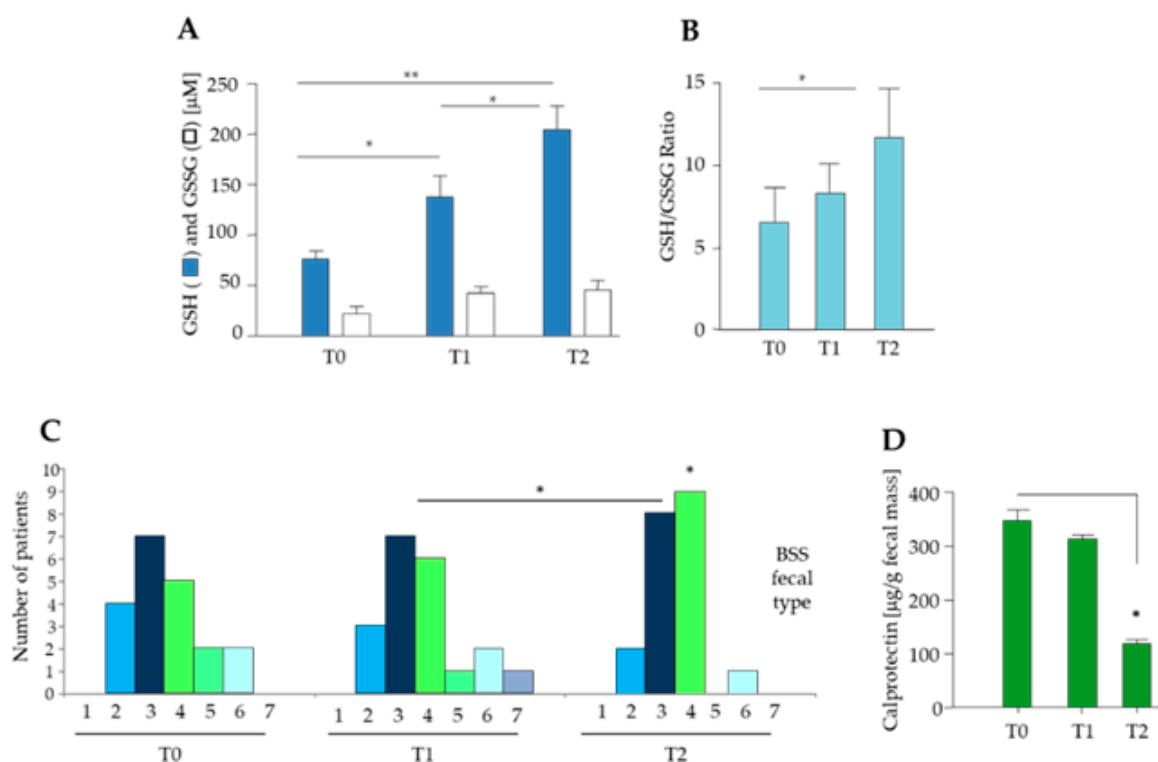 A
GSH ( ) and GSSG ( ) [µM]
250
200
150
100
50
0
**
*
*
T0 T1 T2
B
GSH/GSSG Ratio
15
10
5
0
*
T0 T1 T2
C
Number of patients
10
9
8
7
6
5
4
3
2
1
0
*
*
BSS
fecal
type
1 2 3 4 5 6 7 1 2 3 4 5 6 7 1 2 3 4 5 6 7
T0 T1 T2
D
Calprotectin [µg/g fecal mass]
400
300
200
100
0
*
T0 T1 T2